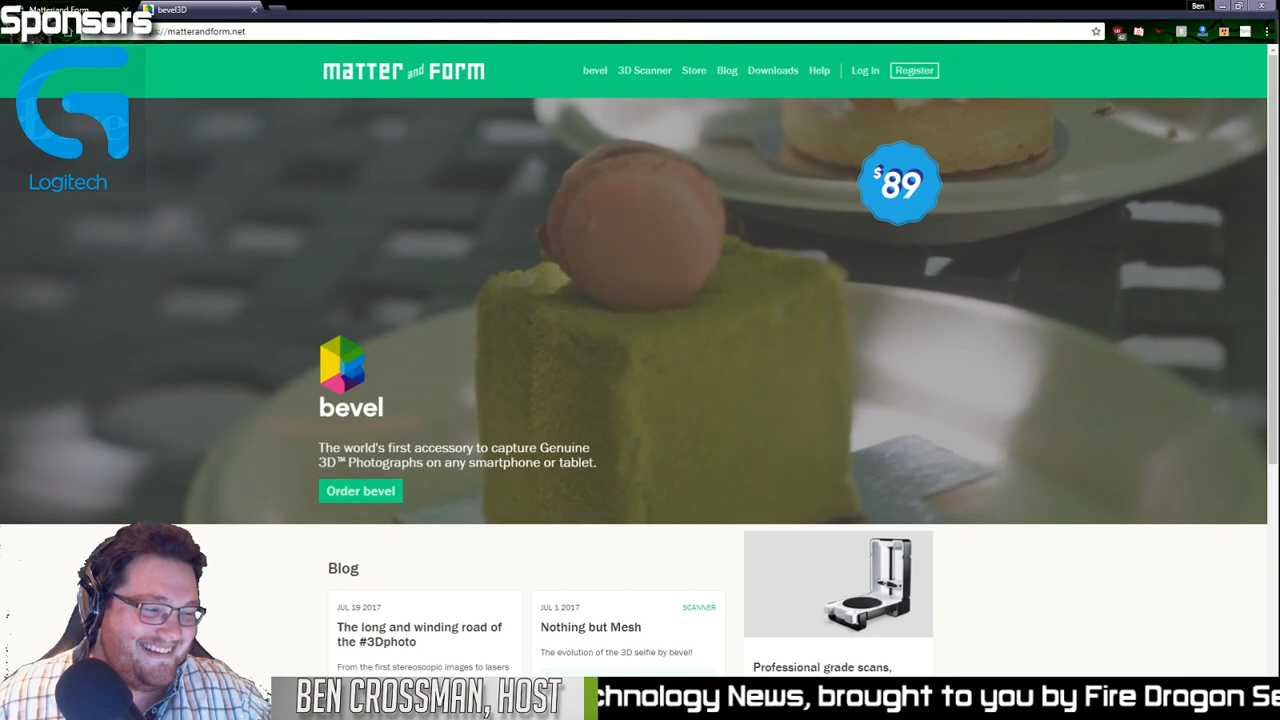 Matter and Form
bevel3D
Ben
Sponsors
matterandform.net
Logitech
matter and form
bevel 3D Scanner Store Blog Downloads Help Log In Register
$89
bevel
The world's first accessory to capture Genuine
3D™ Photographs on any smartphone or tablet.
Order bevel
Blog
JUL 19 2017
The long and winding road of
the #3Dphoto
From the first stereoscopic images to lasers
JUL 1 2017 SCANNER
Nothing but Mesh
The evolution of the 3D selfie by bevel!
Professional grade scans,
BEN CROSSMAN, HOST
chnology News, brought to you by Fire Dragon Se